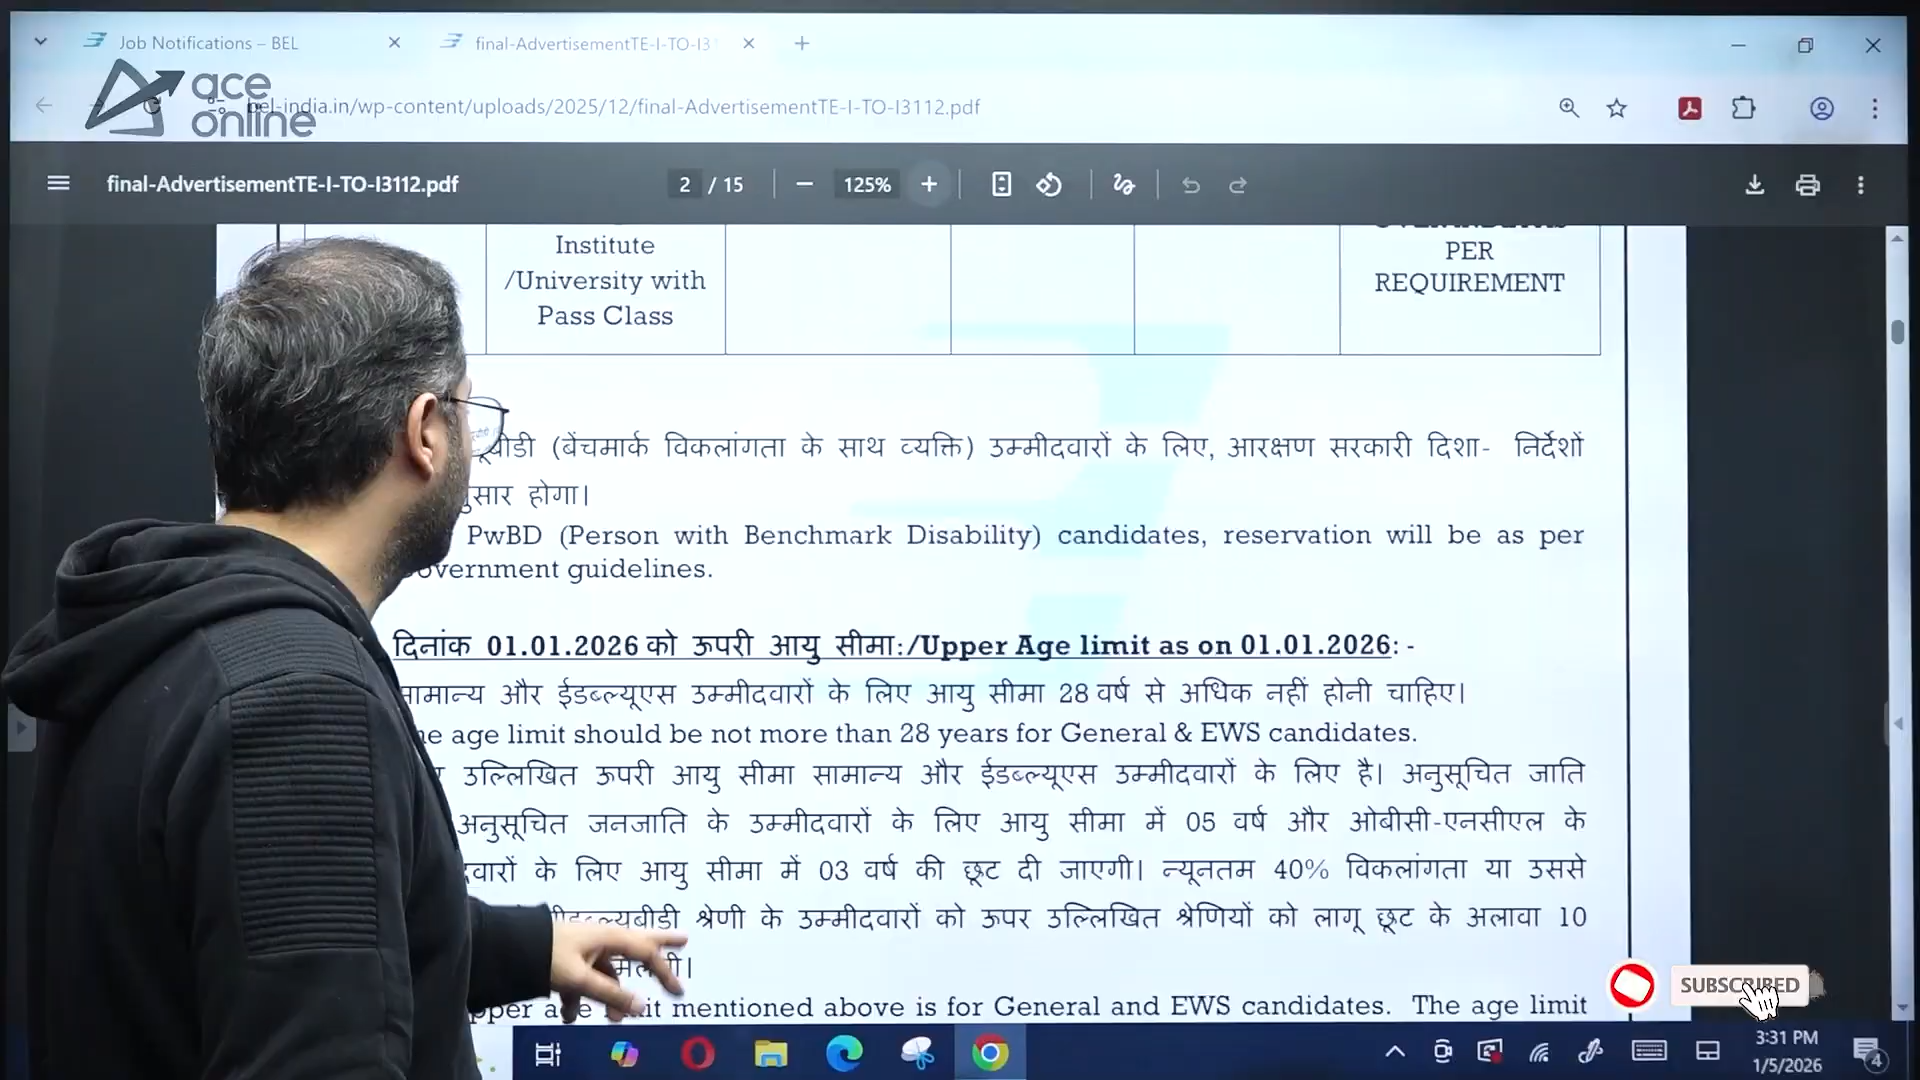 Job Notifications – BEL
final-AdvertisementTE-I-TO-I3
ace
online
bel-india.in/wp-content/uploads/2025/12/final-AdvertisementTE-I-TO-I3112.pdf
final-AdvertisementTE-I-TO-I3112.pdf
2 / 15
125%
Institute
/University with
Pass Class
PER
REQUIREMENT
(बेंचमार्क विकलांगता के साथ व्यक्ति) उम्मीदवारों के लिए, आरक्षण सरकारी दिशा- निर्देशों
होगा।
PwBD (Person with Benchmark Disability) candidates, reservation will be as per
guidelines.
दिनांक 01.01.2026 को ऊपरी आयु सीमा:/Upper Age limit as on 01.01.2026: -
और ईडब्ल्यूएस उम्मीदवारों के लिए आयु सीमा 28 वर्ष से अधिक नहीं होनी चाहिए।
age limit should be not more than 28 years for General & EWS candidates.
उल्लिखित ऊपरी आयु सीमा सामान्य और ईडब्ल्यूएस उम्मीदवारों के लिए है। अनुसूचित जाति
अनुसूचित जनजाति के उम्मीदवारों के लिए आयु सीमा में 05 वर्ष और ओबीसी-एनसीएल के
के लिए आयु सीमा में 03 वर्ष की छूट दी जाएगी। न्यूनतम 40% विकलांगता या उससे
श्रेणी के उम्मीदवारों को ऊपर उल्लिखित श्रेणियों को लागू छूट के अलावा 10
mentioned above is for General and EWS candidates. The age limit
SUBSCRIBED
3:31 PM
1/5/2026
4